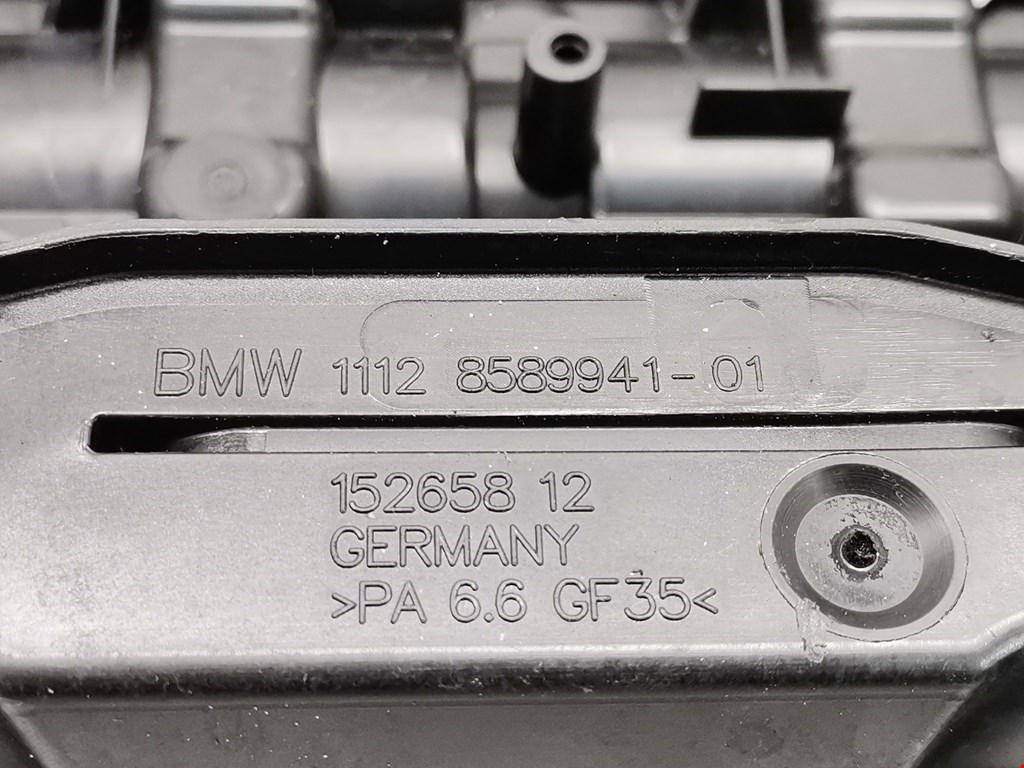 BMW 1112 8589941-01
152658 12
GERMANY
>PA 6.6 GF35<